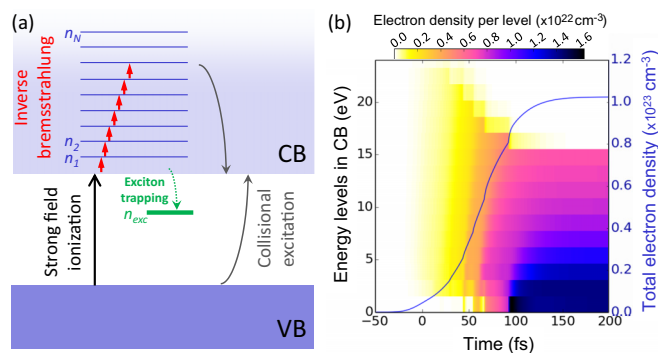 (a)
n_N
Inverse
bremsstrahlung
n_2
n_1
CB
Exciton
trapping
n_exc
Strong field
ionization
Collisional
excitation
VB
(b)
Electron density per level (x10^22 cm^-3)
0.0 0.2 0.4 0.6 0.8 1.0 1.2 1.4 1.6
Energy levels in CB (eV)
25
20
15
10
5
0
1.2
1.0
0.8
0.6
0.4
0.2
0.0
Total electron density (x10^23 cm^-3)
-50 0 50 100 150 200
Time (fs)